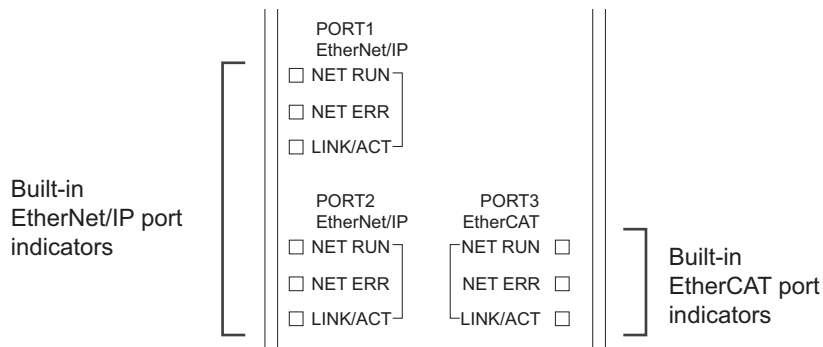 PORT1
EtherNet/IP
NET RUN
NET ERR
LINK/ACT
Built-in
EtherNet/IP port
indicators
PORT2
EtherNet/IP
NET RUN
NET ERR
LINK/ACT
PORT3
EtherCAT
NET RUN
NET ERR
LINK/ACT
Built-in
EtherCAT port
indicators